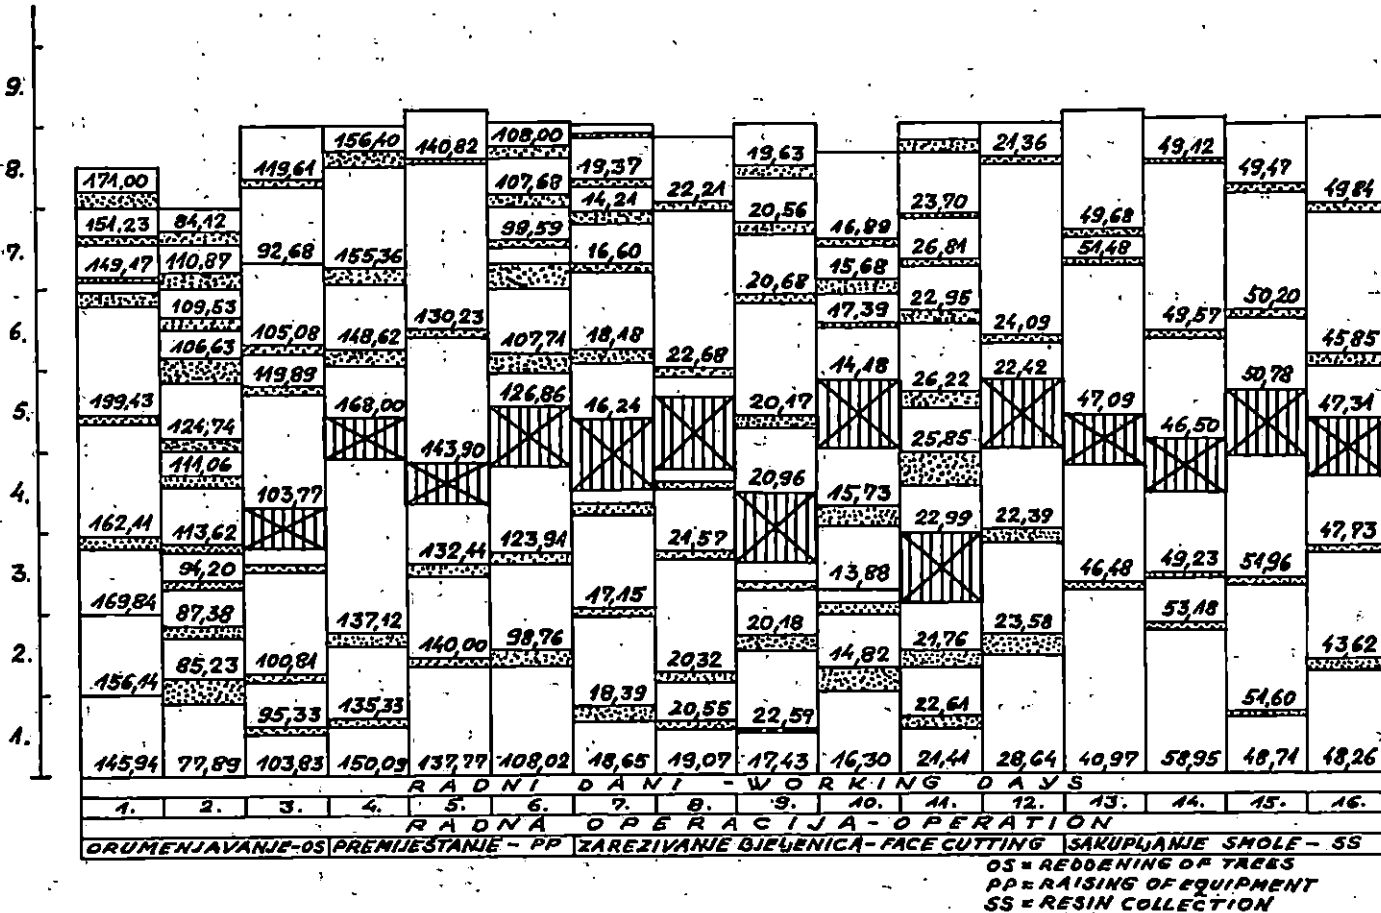 9.
156,40 140,82 108,00 21,36 49,12
8. 171,00 119,61 19,37 22,21 19,63 49,47 49,84
107,68 14,21 20,56 23,70 49,68
151,23 84,12 98,59 16,89
7. 149,47 110,87 92,68 155,36 16,60 20,68 15,68 26,81 51,48
109,53 130,23 17,39 22,95 49,57 50,20
6. 106,63 105,08 148,62 107,71 18,48 22,68 14,18 24,09 45,85
119,89 126,86 26,22 22,42 50,78
5. 199,43 124,74 168,00 143,90 16,24 20,47 25,85 47,09 46,50 47,31
111,06 103,77 20,96
4. 162,11 113,62 132,44 123,91 21,57 15,73 22,99 22,39 47,93
3. 94,20 13,88 46,48 49,23 51,96
169,84 87,38 137,12 17,15 20,18 23,58 53,18
2. 156,14 85,23 100,81 140,00 98,76 20,32 14,82 21,76 43,62
95,33 135,33 18,39 20,55 22,59 22,61 51,60
1. 145,94 77,89 103,83 150,09 137,77 108,02 18,65 19,07 17,43 16,30 21,41 28,64 40,97 58,95 48,71 48,26
RADNI DANI - WORKING DAYS
1. 2. 3. 4. 5. 6. 7. 8. 9. 10. 11. 12. 13. 14. 15. 16.
RADNA OPERACIJA - OPERATION
ORUMENJAVANJE-OS PREMIJEŠTANJE - PP ZAREZIVANJE BJELJENICA - FACE CUTTING SAKUPLJANJE SMOLE - SS
OS = REDDENING OF TREES
PP = RAISING OF EQUIPMENT
SS = RESIN COLLECTION